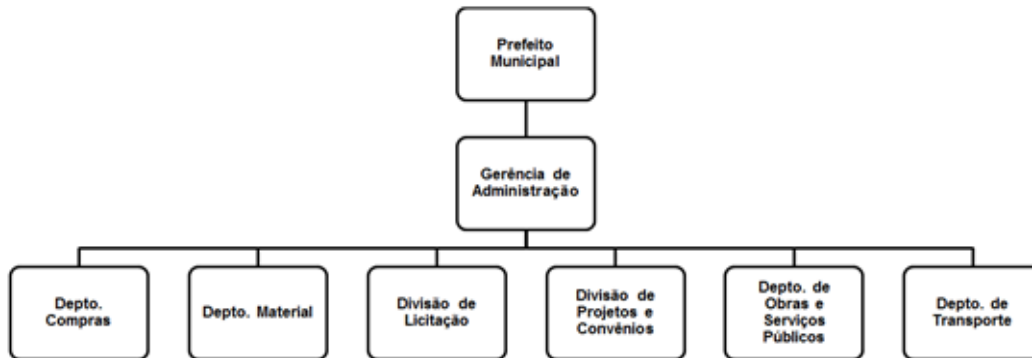 Prefeito
Municipal
Gerência de
Administração
Depto.
Compras
Depto. Material
Divisão de
Licitação
Divisão de
Projetos e
Convênios
Depto. de
Obras e
Serviços
Públicos
Depto. de
Transporte